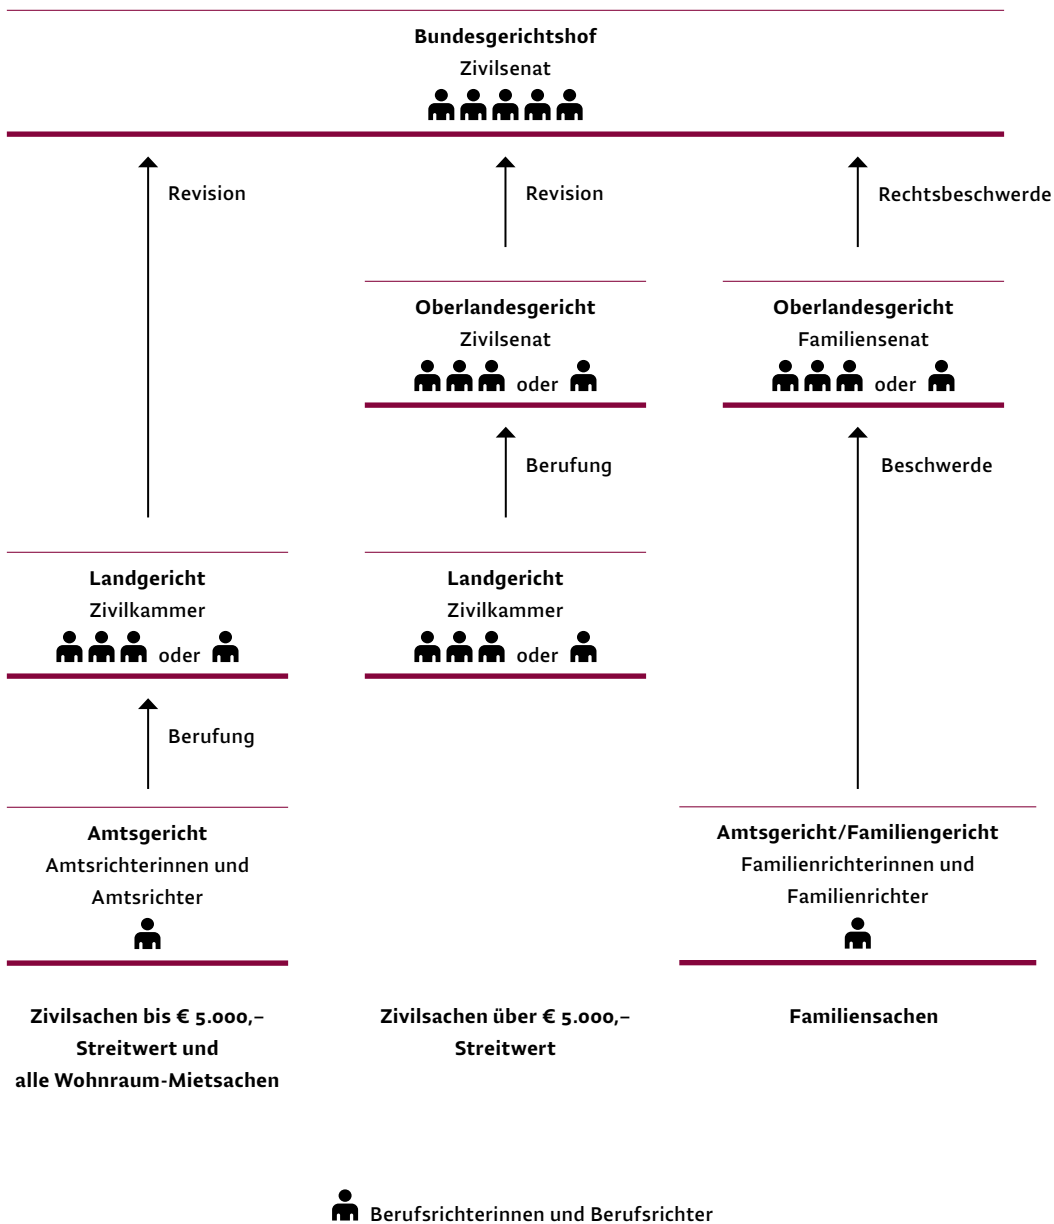 Bundesgerichtshof
Zivilsenat
Revision
Revision
Rechtsbeschwerde
Oberlandesgericht
Zivilsenat
oder
Oberlandesgericht
Familiensenat
oder
Berufung
Beschwerde
Landgericht
Zivilkammer
oder
Landgericht
Zivilkammer
oder
Berufung
Amtsgericht
Amtsrichterinnen und
Amtsrichter
Amtsgericht/Familiengericht
Familienrichterinnen und
Familienrichter
Zivilsachen bis € 5.000,–
Streitwert und
alle Wohnraum-Mietsachen
Zivilsachen über € 5.000,–
Streitwert
Familiensachen
Berufsrichterinnen und Berufsrichter